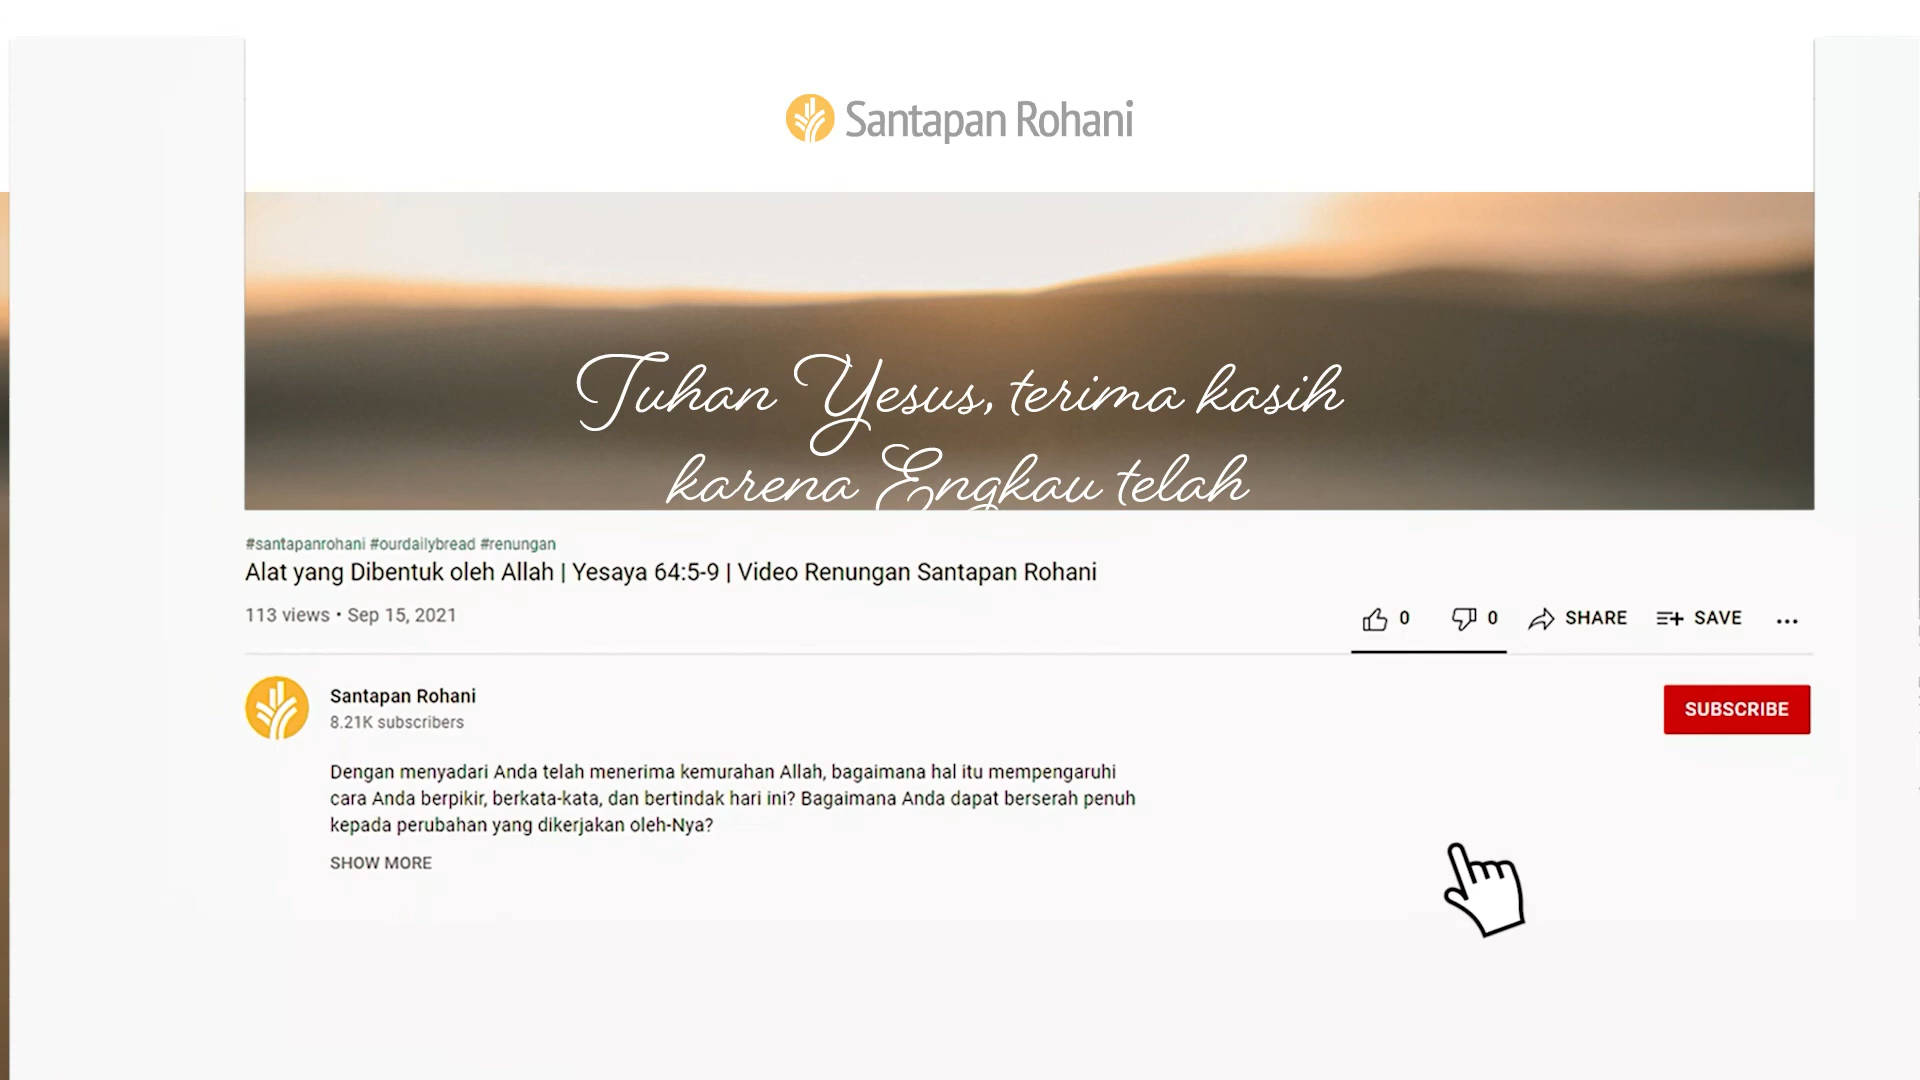 Santapan Rohani
Tuhan Yesus, terima kasih
karena Engkau telah
#santapanrohani #ourdailybread #renungan
Alat yang Dibentuk oleh Allah | Yesaya 64:5-9 | Video Renungan Santapan Rohani
113 views • Sep 15, 2021
0 0 SHARE SAVE ...
Santapan Rohani
8.21K subscribers
SUBSCRIBE
Dengan menyadari Anda telah menerima kemurahan Allah, bagaimana hal itu mempengaruhi
cara Anda berpikir, berkata-kata, dan bertindak hari ini? Bagaimana Anda dapat berserah penuh
kepada perubahan yang dikerjakan oleh-Nya?
SHOW MORE